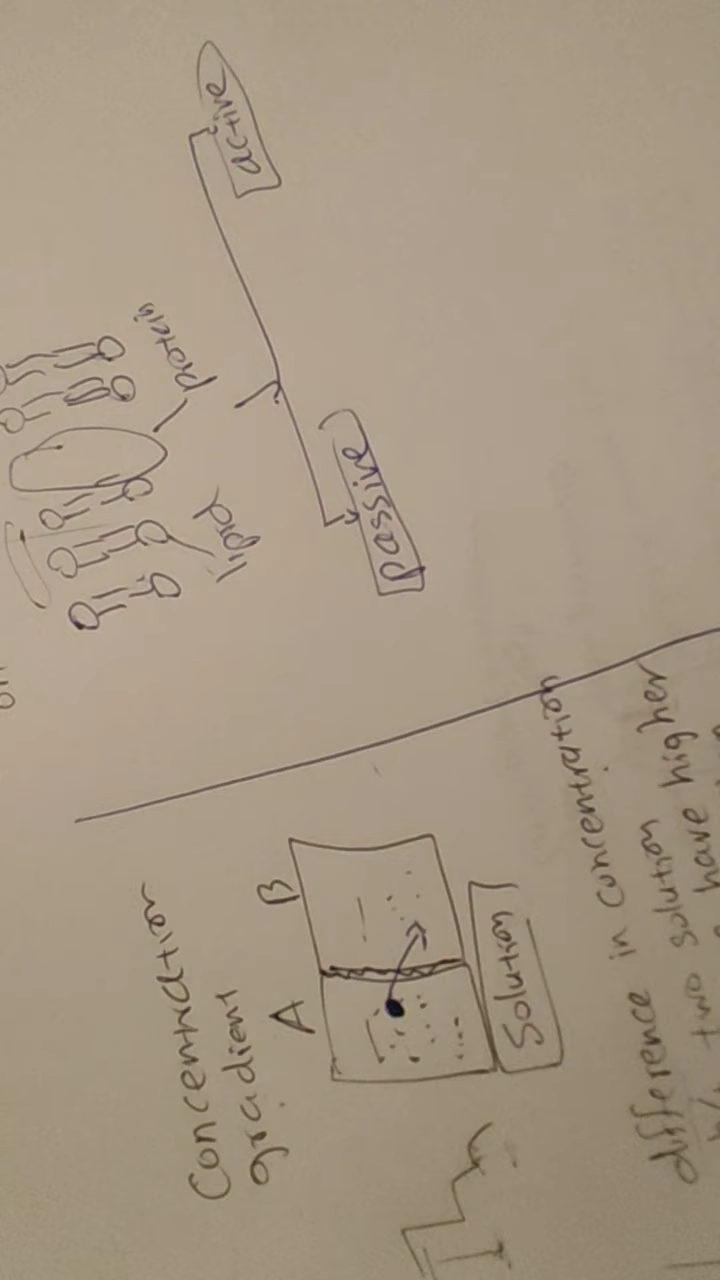 passive
active
lipid
protein
Concentration
gradient
A
B
Solution
difference in concentration
two solution
have higher